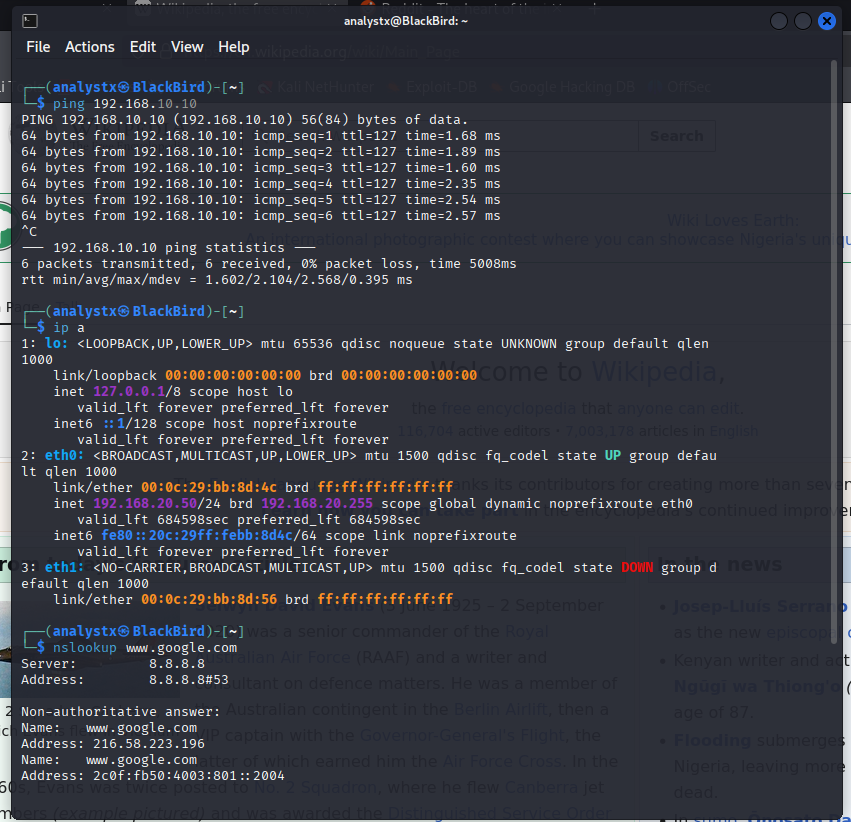 analystx@BlackBird: ~
File Actions Edit View Help
┌──(analystx㉿BlackBird)-[~]
└─$ ping 192.168.10.10
PING 192.168.10.10 (192.168.10.10) 56(84) bytes of data.
64 bytes from 192.168.10.10: icmp_seq=1 ttl=127 time=1.68 ms
64 bytes from 192.168.10.10: icmp_seq=2 ttl=127 time=1.89 ms
64 bytes from 192.168.10.10: icmp_seq=3 ttl=127 time=1.60 ms
64 bytes from 192.168.10.10: icmp_seq=4 ttl=127 time=2.35 ms
64 bytes from 192.168.10.10: icmp_seq=5 ttl=127 time=2.54 ms
64 bytes from 192.168.10.10: icmp_seq=6 ttl=127 time=2.57 ms
^C
─── 192.168.10.10 ping statistics ───
6 packets transmitted, 6 received, 0% packet loss, time 5008ms
rtt min/avg/max/mdev = 1.602/2.104/2.568/0.395 ms
┌──(analystx㉿BlackBird)-[~]
└─$ ip a
1: lo: <LOOPBACK,UP,LOWER_UP> mtu 65536 qdisc noqueue state UNKNOWN group default qlen
1000
link/loopback 00:00:00:00:00:00 brd 00:00:00:00:00:00
inet 127.0.0.1/8 scope host lo
valid_lft forever preferred_lft forever
inet6 ::1/128 scope host noprefixroute
valid_lft forever preferred_lft forever
2: eth0: <BROADCAST,MULTICAST,UP,LOWER_UP> mtu 1500 qdisc fq_codel state UP group defau
lt qlen 1000
link/ether 00:0c:29:bb:8d:4c brd ff:ff:ff:ff:ff:ff
inet 192.168.20.50/24 brd 192.168.20.255 scope global dynamic noprefixroute eth0
valid_lft 684598sec preferred_lft 684598sec
inet6 fe80::20c:29ff:febb:8d4c/64 scope link noprefixroute
valid_lft forever preferred_lft forever
3: eth1: <NO-CARRIER,BROADCAST,MULTICAST,UP> mtu 1500 qdisc fq_codel state DOWN group d
efault qlen 1000
link/ether 00:0c:29:bb:8d:56 brd ff:ff:ff:ff:ff:ff
┌──(analystx㉿BlackBird)-[~]
└─$ nslookup www.google.com
Server: 8.8.8.8
Address: 8.8.8.8#53
Non-authoritative answer:
Name: www.google.com
Address: 216.58.223.196
Name: www.google.com
Address: 2c0f:fb50:4003:801::2004